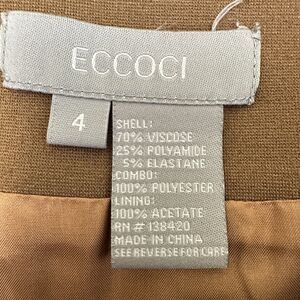 ECCOCI
4
SHELL:
70% VISCOSE
25% POLYAMIDE
5% ELASTANE
COMBO:
100% POLYESTER
LINING:
100% ACETATE
RN # 138420
MADE IN CHINA
SEE REVERSE FOR CARE